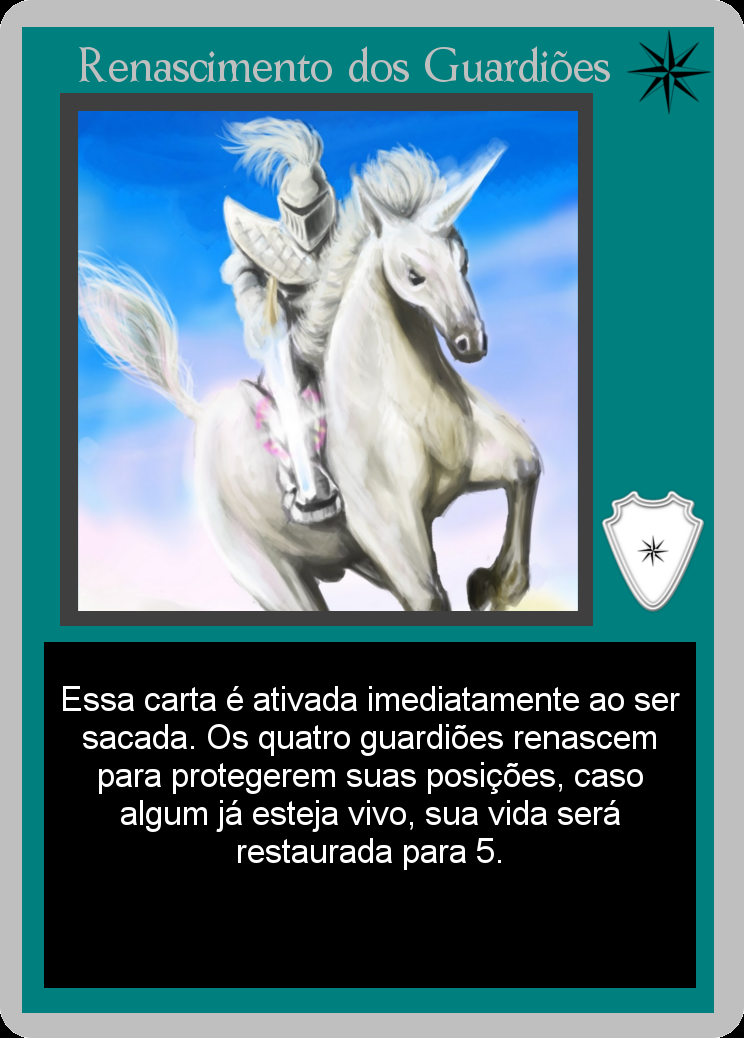 Renascimento dos Guardiões
Essa carta é ativada imediatamente ao ser
sacada. Os quatro guardiões renascem
para protegerem suas posições, caso
algum já esteja vivo, sua vida será
restaurada para 5.